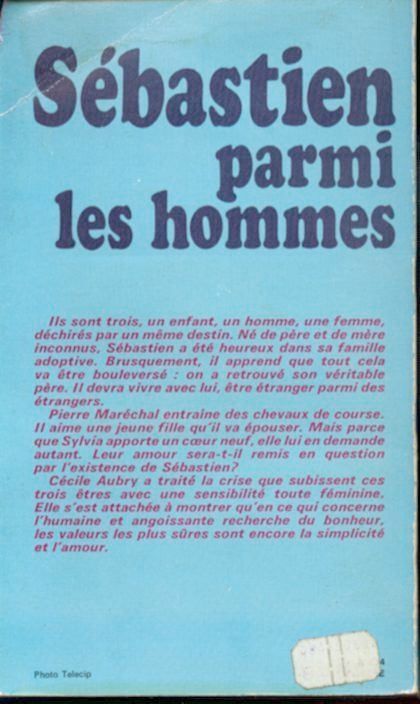 Sébastien
parmi
les hommes
Ils sont trois, un enfant, un homme, une femme,
déchirés par un même destin. Né de père et de mère
inconnus, Sébastien a été heureux dans sa famille
adoptive. Brusquement, il apprend que tout cela
va être bouleversé : on a retrouvé son véritable
père. Il devra vivre avec lui, être étranger parmi des
étrangers.
Pierre Maréchal entraine des chevaux de course.
Il aime une jeune fille qu'il va épouser. Mais parce
que Sylvia apporte un cœur neuf, elle lui en demande
autant. Leur amour sera-t-il remis en question
par l'existence de Sébastien?
Cécile Aubry a traité la crise que subissent ces
trois êtres avec une sensibilité toute féminine.
Elle s'est attachée à montrer qu'en ce qui concerne
l'humaine et angoissante recherche du bonheur,
les valeurs les plus sûres sont encore la simplicité
et l'amour.
4
Photo Telecip